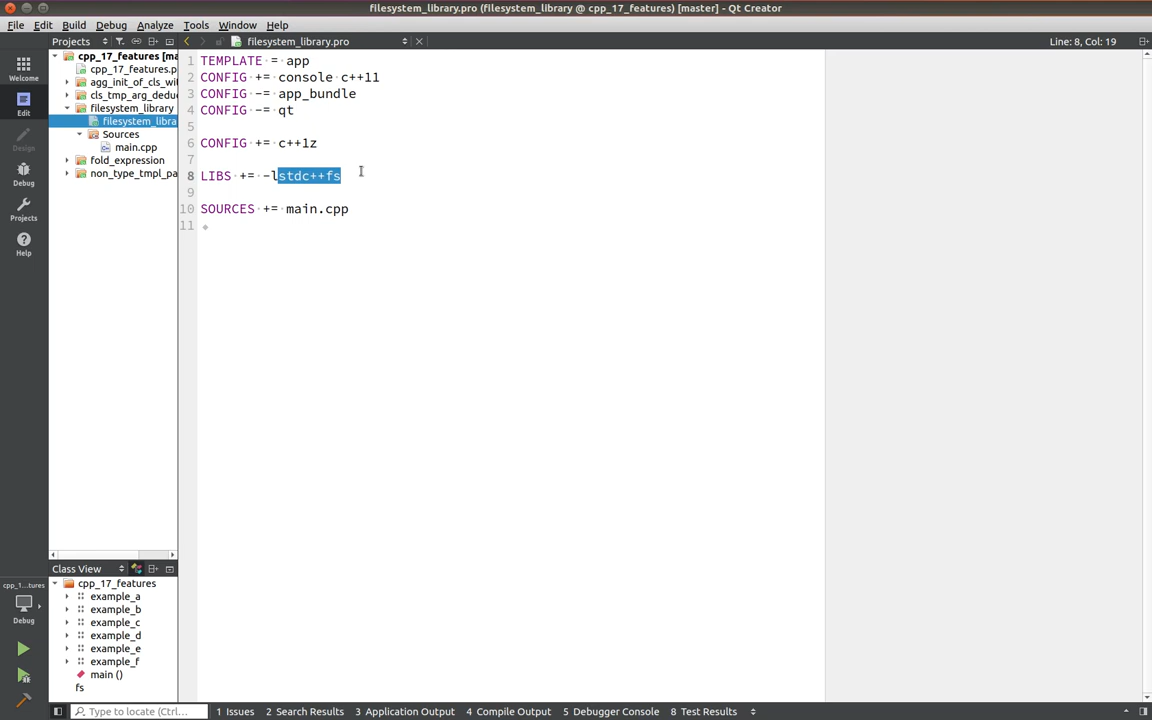 filesystem_library.pro (filesystem_library @ cpp_17_features) [master] - Qt Creator
File Edit Build Debug Analyze Tools Window Help
Projects filesystem_library.pro Line: 8, Col: 19
Welcome
Edit
Design
Debug
Projects
Help
cpp_17_features [ma
cpp_17_features.p
agg_init_of_cls_wi
cls_tmp_arg_dedu
filesystem_library
filesystem_libra
Sources
main.cpp
fold_expression
non_type_tmpl_pa
1 TEMPLATE = app
2 CONFIG += console c++11
3 CONFIG -= app_bundle
4 CONFIG -= qt
5
6 CONFIG += c++1z
7
8 LIBS += -lstdc++fs
9
10 SOURCES += main.cpp
11
Class View
cpp_17_features
example_a
example_b
example_c
example_d
example_e
example_f
main ()
fs
cpp_1...tures
Debug
Type to locate (Ctrl... 1 Issues 2 Search Results 3 Application Output 4 Compile Output 5 Debugger Console 8 Test Results